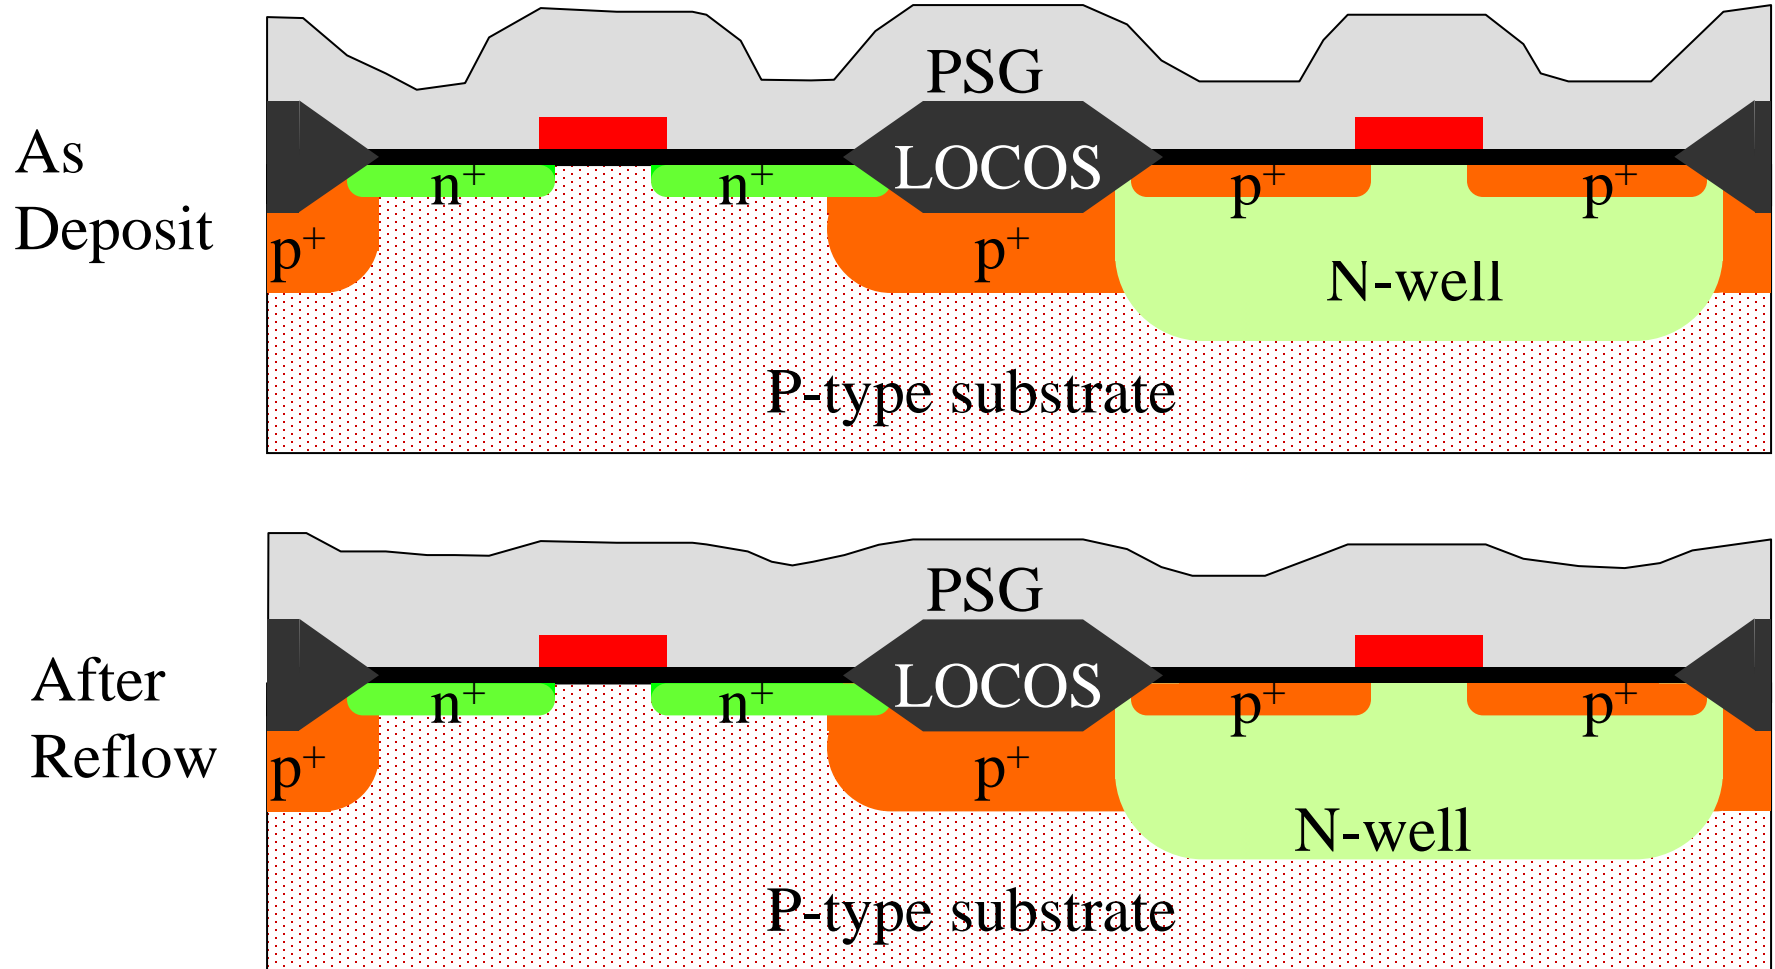 PSG
As
Deposit
LOCOS
n⁺
n⁺
p⁺
p⁺
p⁺
p⁺
N-well
P-type substrate
PSG
After
Reflow
LOCOS
n⁺
n⁺
p⁺
p⁺
p⁺
p⁺
N-well
P-type substrate